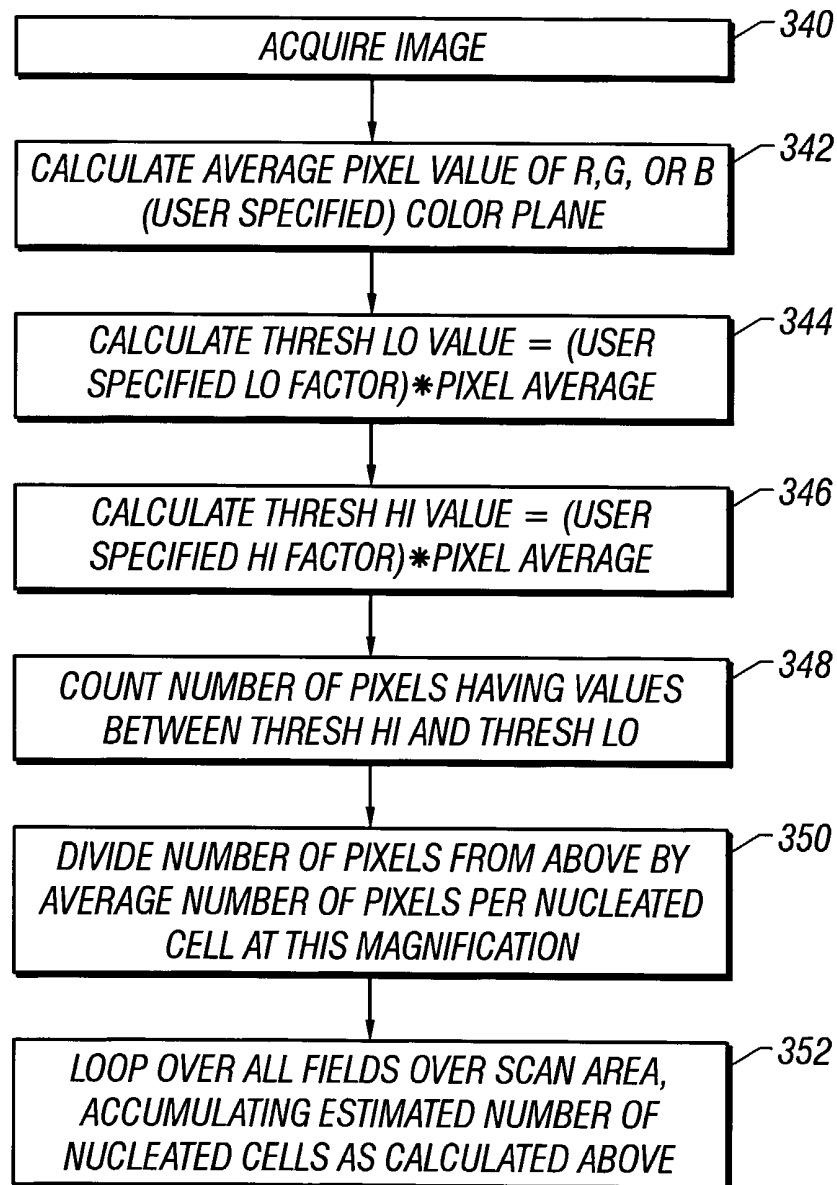 340
ACQUIRE IMAGE
342
CALCULATE AVERAGE PIXEL VALUE OF R,G, OR B
(USER SPECIFIED) COLOR PLANE
344
CALCULATE THRESH LO VALUE = (USER
SPECIFIED LO FACTOR)*PIXEL AVERAGE
346
CALCULATE THRESH HI VALUE = (USER
SPECIFIED HI FACTOR)*PIXEL AVERAGE
348
COUNT NUMBER OF PIXELS HAVING VALUES
BETWEEN THRESH HI AND THRESH LO
350
DIVIDE NUMBER OF PIXELS FROM ABOVE BY
AVERAGE NUMBER OF PIXELS PER NUCLEATED
CELL AT THIS MAGNIFICATION
352
LOOP OVER ALL FIELDS OVER SCAN AREA,
ACCUMULATING ESTIMATED NUMBER OF
NUCLEATED CELLS AS CALCULATED ABOVE